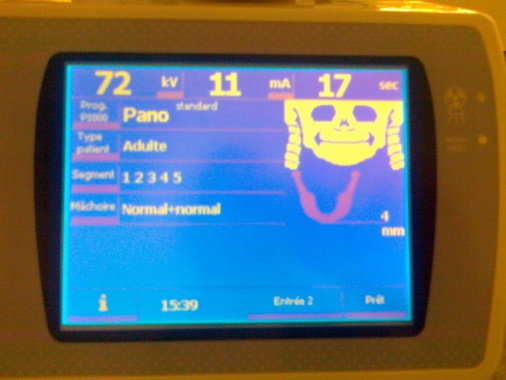 72 kV 11 mA 17 sec
Prog. P1000 Pano standard
Type patient Adulte
Segment 1 2 3 4 5
Mâchoire Normal+normal
4 mm
i 15:39 Entrée 2 Prêt